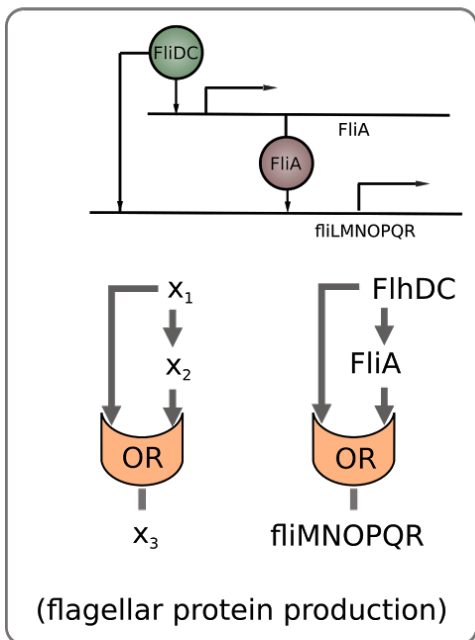 FliDC
FliA
FliA
fliLMNOPQR
x₁ FlhDC
x₂ FliA
OR OR
x₃ fliMNOPQR
(flagellar protein production)